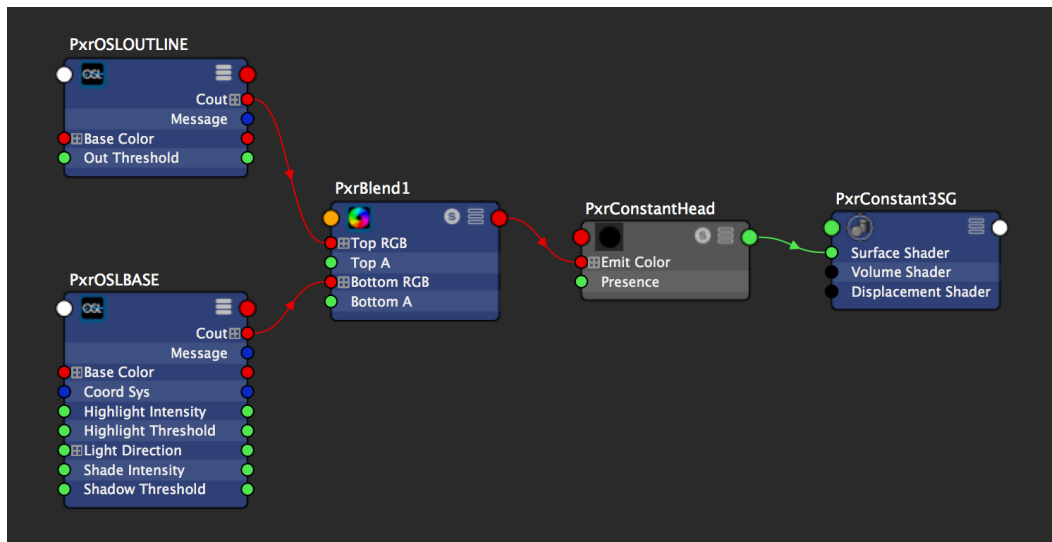 PxrOSLOUTLINE
OSL
Cout
Message
Base Color
Out Threshold
PxrOSLBASE
OSL
Cout
Message
Base Color
Coord Sys
Highlight Intensity
Highlight Threshold
Light Direction
Shade Intensity
Shadow Threshold
PxrBlend1
S
Top RGB
Top A
Bottom RGB
Bottom A
PxrConstantHead
S
Emit Color
Presence
PxrConstant3SG
Surface Shader
Volume Shader
Displacement Shader